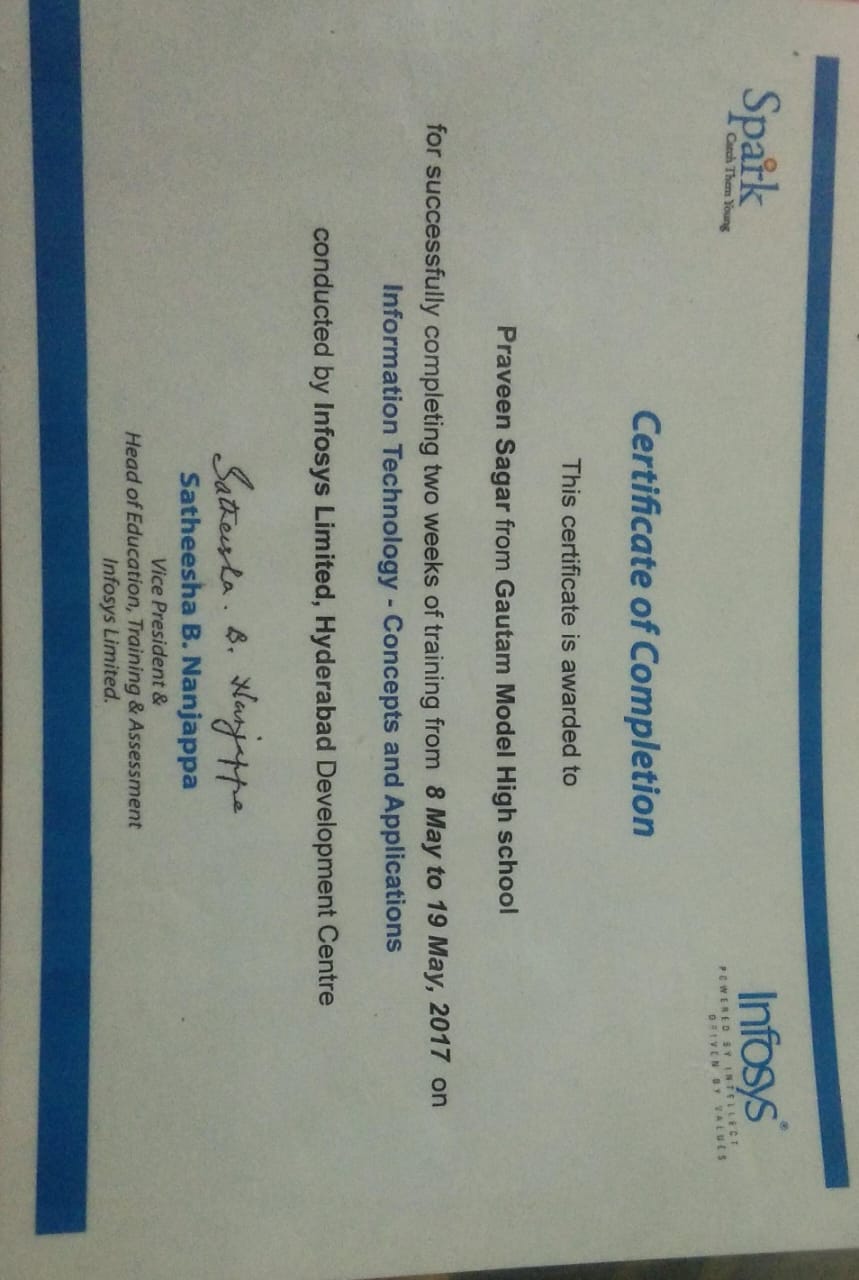 Spark
Catch Them Young
Infosys®
POWERED BY INTELLECT
DRIVEN BY VALUES
Certificate of Completion
This certificate is awarded to
Praveen Sagar from Gautam Model High school
for successfully completing two weeks of training from 8 May to 19 May, 2017 on
Information Technology - Concepts and Applications
conducted by Infosys Limited, Hyderabad Development Centre
Satheesha. B. Nanjappa
Satheesha B. Nanjappa
Vice President &
Head of Education, Training & Assessment
Infosys Limited.